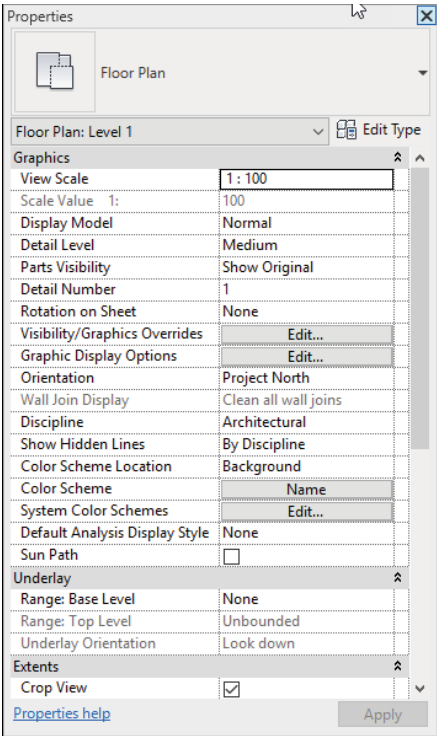 Properties
Floor Plan
Floor Plan: Level 1 Edit Type
Graphics
View Scale 1 : 100
Scale Value 1: 100
Display Model Normal
Detail Level Medium
Parts Visibility Show Original
Detail Number 1
Rotation on Sheet None
Visibility/Graphics Overrides Edit...
Graphic Display Options Edit...
Orientation Project North
Wall Join Display Clean all wall joins
Discipline Architectural
Show Hidden Lines By Discipline
Color Scheme Location Background
Color Scheme Name
System Color Schemes Edit...
Default Analysis Display Style None
Sun Path
Underlay
Range: Base Level None
Range: Top Level Unbounded
Underlay Orientation Look down
Extents
Crop View
Properties help Apply